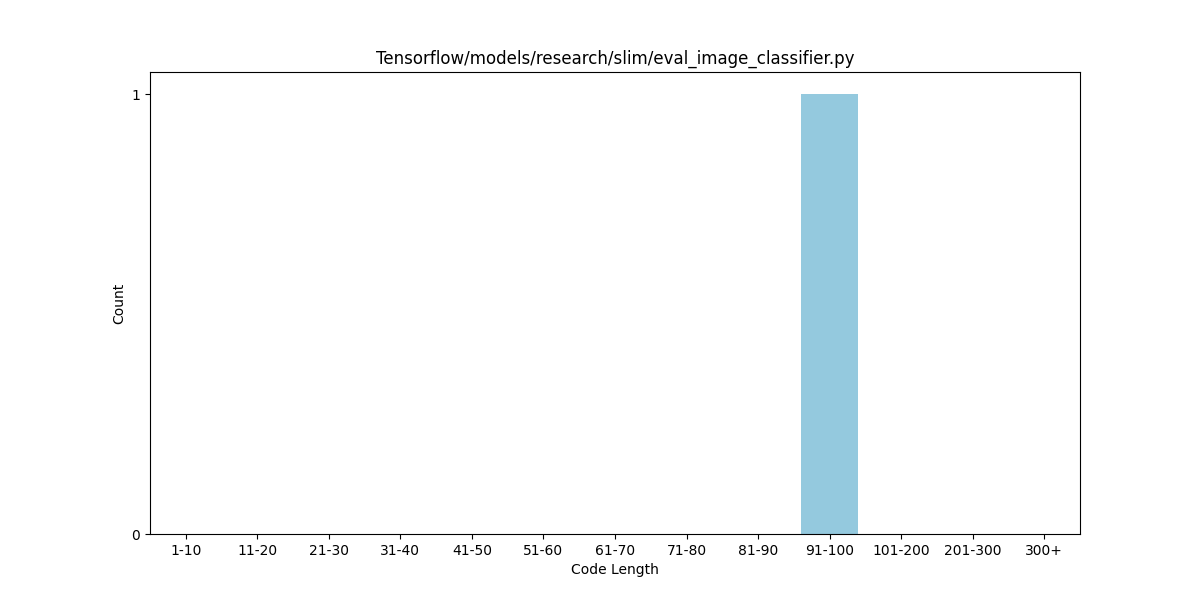 Tensorflow/models/research/slim/eval_image_classifier.py
1
Count
0
1-10 11-20 21-30 31-40 41-50 51-60 61-70 71-80 81-90 91-100 101-200 201-300 300+
Code Length